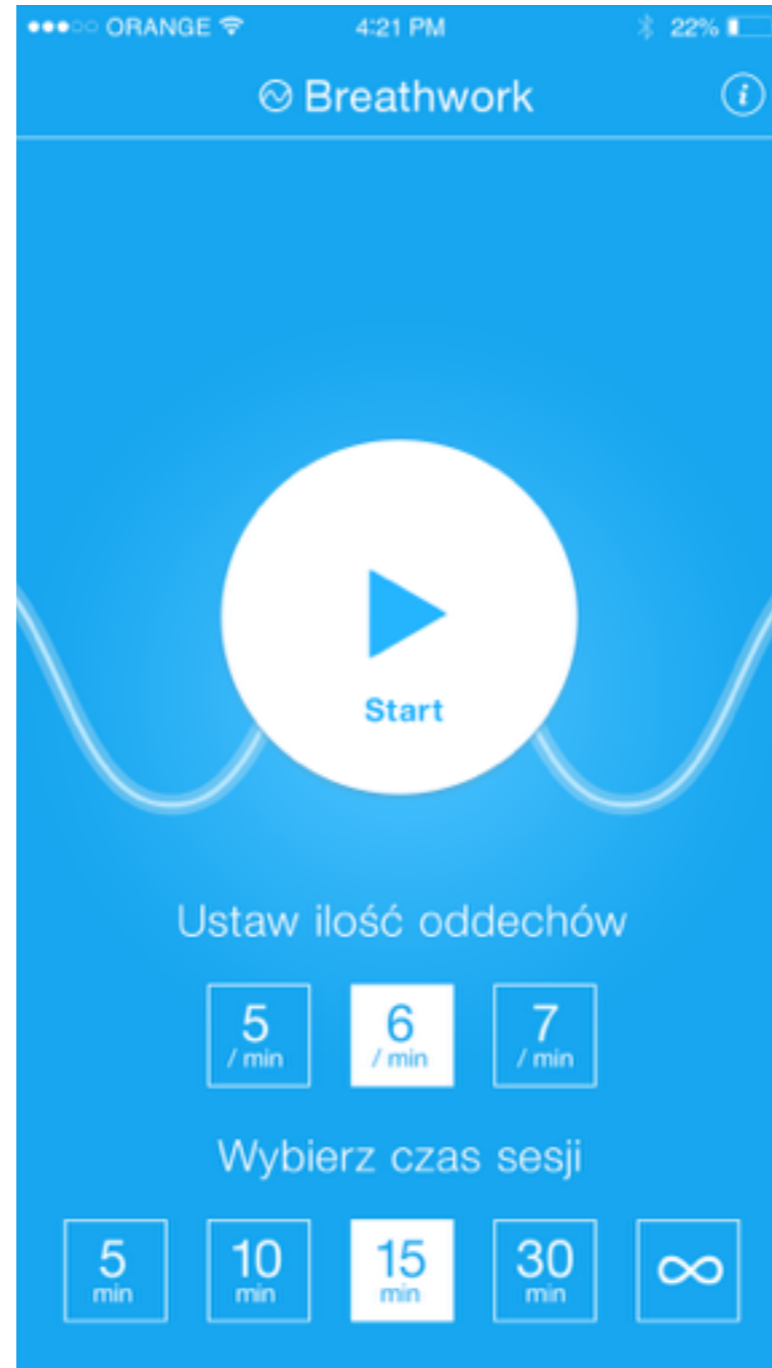 ORANGE 4:21 PM 22%
Breathwork i
Start
Ustaw ilość oddechów
5 6 7
/ min / min / min
Wybierz czas sesji
5 10 15 30 ∞
min min min min